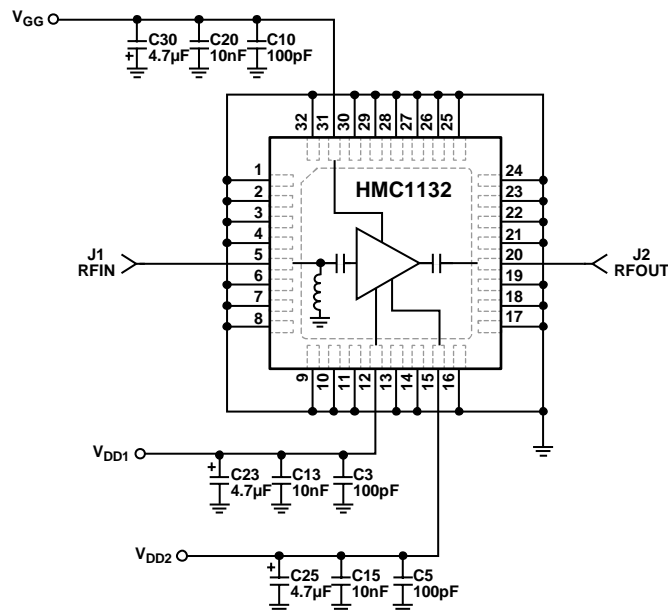 VGG
C30
4.7µF
C20
10nF
C10
100pF
32 31 30 29 28 27 26 25
HMC1132
1
2
3
4
5
6
7
8
24
23
22
21
20
19
18
17
J1
RFIN
J2
RFOUT
9 10 11 12 13 14 15 16
VDD1
C23
4.7µF
C13
10nF
C3
100pF
VDD2
C25
4.7µF
C15
10nF
C5
100pF
+
+
+